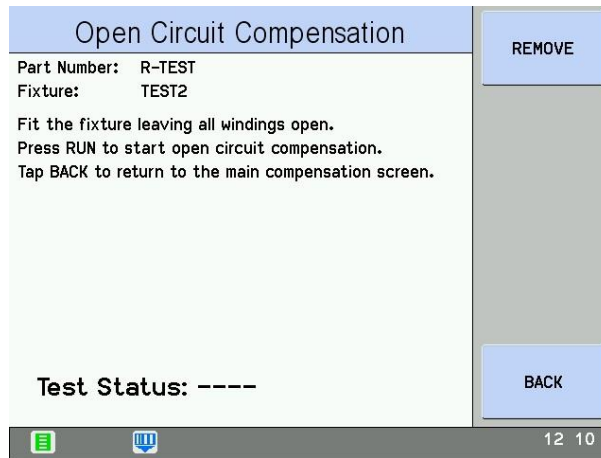 Open Circuit Compensation
REMOVE
Part Number: R-TEST
Fixture: TEST2
Fit the fixture leaving all windings open.
Press RUN to start open circuit compensation.
Tap BACK to return to the main compensation screen.
Test Status: ----
BACK
12 10